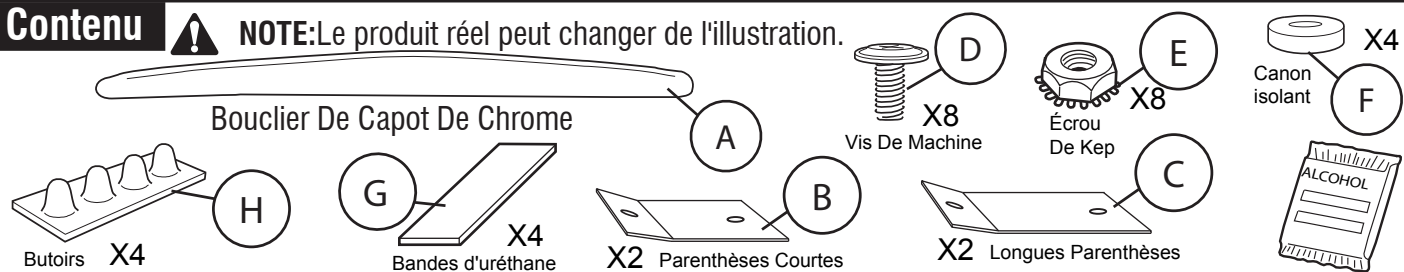 Contenu
NOTE:Le produit réel peut changer de l'illustration.
A
Bouclier De Capot De Chrome
D
X8
Vis De Machine
E
X8
Écrou
De Kep
X4
Canon
isolant
F
H
Butoirs X4
G
X4
Bandes d'uréthane
B
X2 Parenthèses Courtes
C
X2 Longues Parenthèses
ALCOHOL